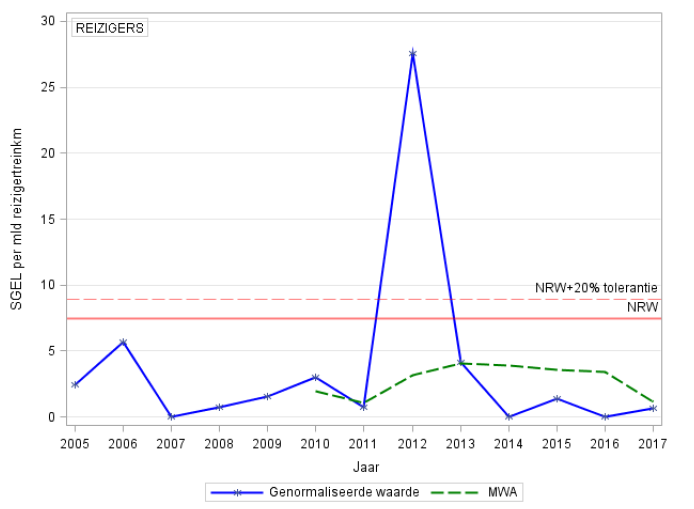 REIZIGERS
30
25
20
15
10
5
0
SGEL per mld reizigertreinkm
NRW+20% tolerantie
NRW
2005 2006 2007 2008 2009 2010 2011 2012 2013 2014 2015 2016 2017
Jaar
Genormaliseerde waarde MWA